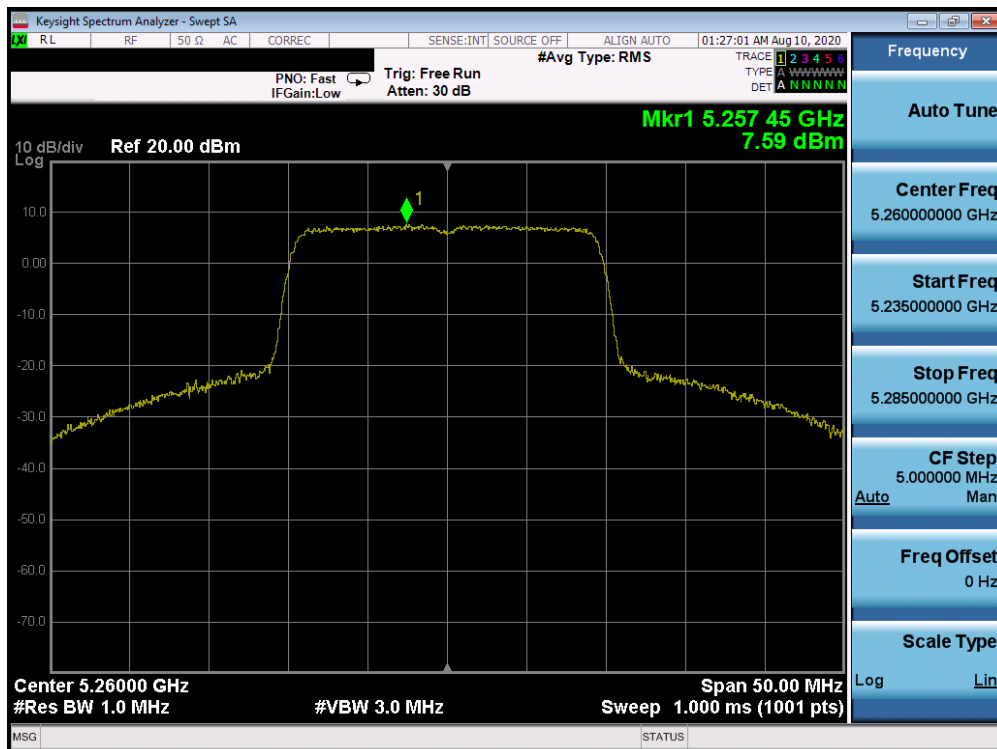 Keysight Spectrum Analyzer - Swept SA
LXI RL RF 50 Ω AC CORREC SENSE:INT SOURCE OFF ALIGN AUTO 01:27:01 AM Aug 10, 2020
Frequency
#Avg Type: RMS TRACE 1 2 3 4 5 6
PNO: Fast Trig: Free Run TYPE A WWWWW
IFGain:Low Atten: 30 dB DET A N N N N N
Auto Tune
Mkr1 5.257 45 GHz
7.59 dBm
10 dB/div Ref 20.00 dBm
Log
1
10.0
0.00
-10.0
-20.0
-30.0
-40.0
-50.0
-60.0
-70.0
Center Freq
5.260000000 GHz
Start Freq
5.235000000 GHz
Stop Freq
5.285000000 GHz
CF Step
5.000000 MHz
Auto Man
Freq Offset
0 Hz
Scale Type
Log Lin
Center 5.26000 GHz Span 50.00 MHz
#Res BW 1.0 MHz #VBW 3.0 MHz Sweep 1.000 ms (1001 pts)
MSG STATUS